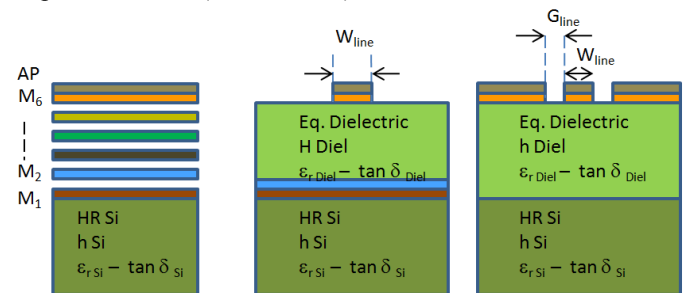 AP
M6
M2
M1
HR Si
h Si
εr Si – tan δ Si
Wline
Eq. Dielectric
H Diel
εr Diel – tan δ Diel
HR Si
h Si
εr Si – tan δ Si
Gline
Wline
Eq. Dielectric
h Diel
εr Diel – tan δ Diel
HR Si
h Si
εr Si – tan δ Si